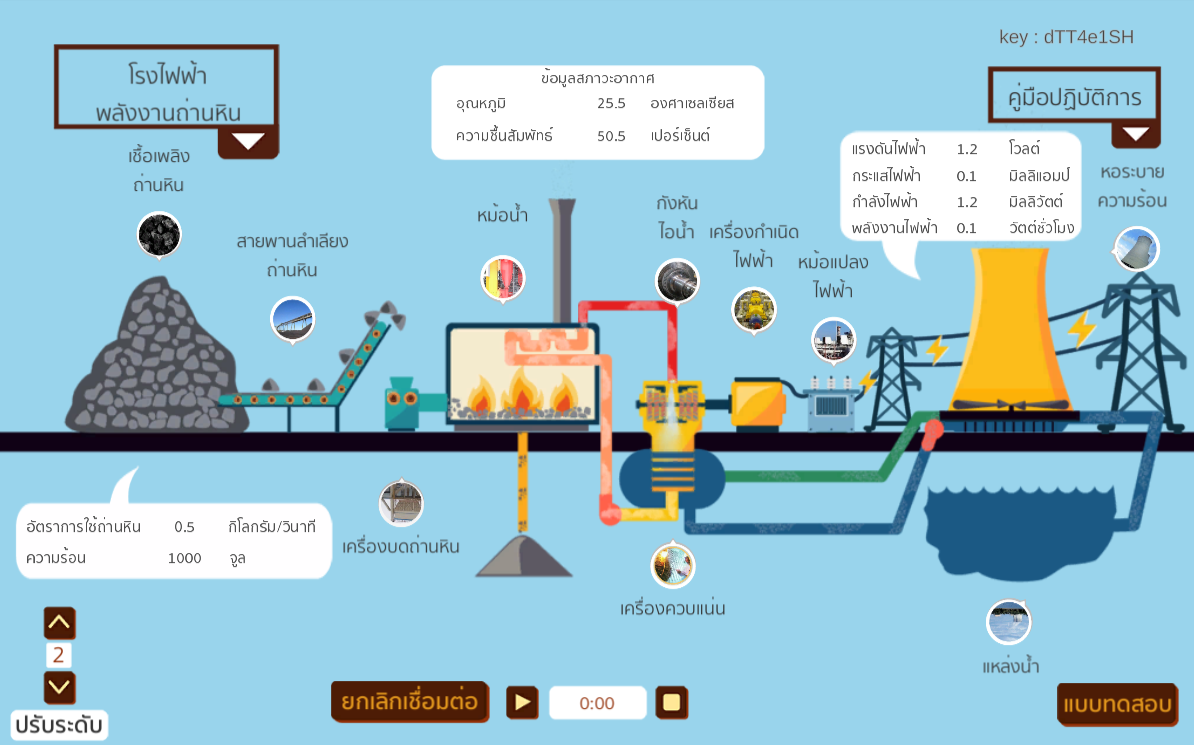 key : dTT4e1SH
โรงไฟฟ้า
พลังงานถ่านหิน
ข้อมูลสภาวะอากาศ
อุณหภูมิ 25.5 องศาเซลเซียส
ความชื้นสัมพัทธ์ 50.5 เปอร์เซ็นต์
คู่มือปฏิบัติการ
แรงดันไฟฟ้า 1.2 โวลต์
กระแสไฟฟ้า 0.1 มิลลิแอมป์
กำลังไฟฟ้า 1.2 มิลลิวัตต์
พลังงานไฟฟ้า 0.1 วัตต์ชั่วโมง
หอระบาย
ความร้อน
เชื้อเพลิง
ถ่านหิน
สายพานลำเลียง
ถ่านหิน
หม้อน้ำ
กังหัน
ไอน้ำ
เครื่องกำเนิด
ไฟฟ้า
หม้อแปลง
ไฟฟ้า
อัตราการใช้ถ่านหิน 0.5 กิโลกรัม/วินาที
ความร้อน 1000 จูล
เครื่องบดถ่านหิน
เครื่องควบแน่น
แหล่งน้ำ
2
ปรับระดับ
ยกเลิกเชื่อมต่อ
0:00
แบบทดสอบ